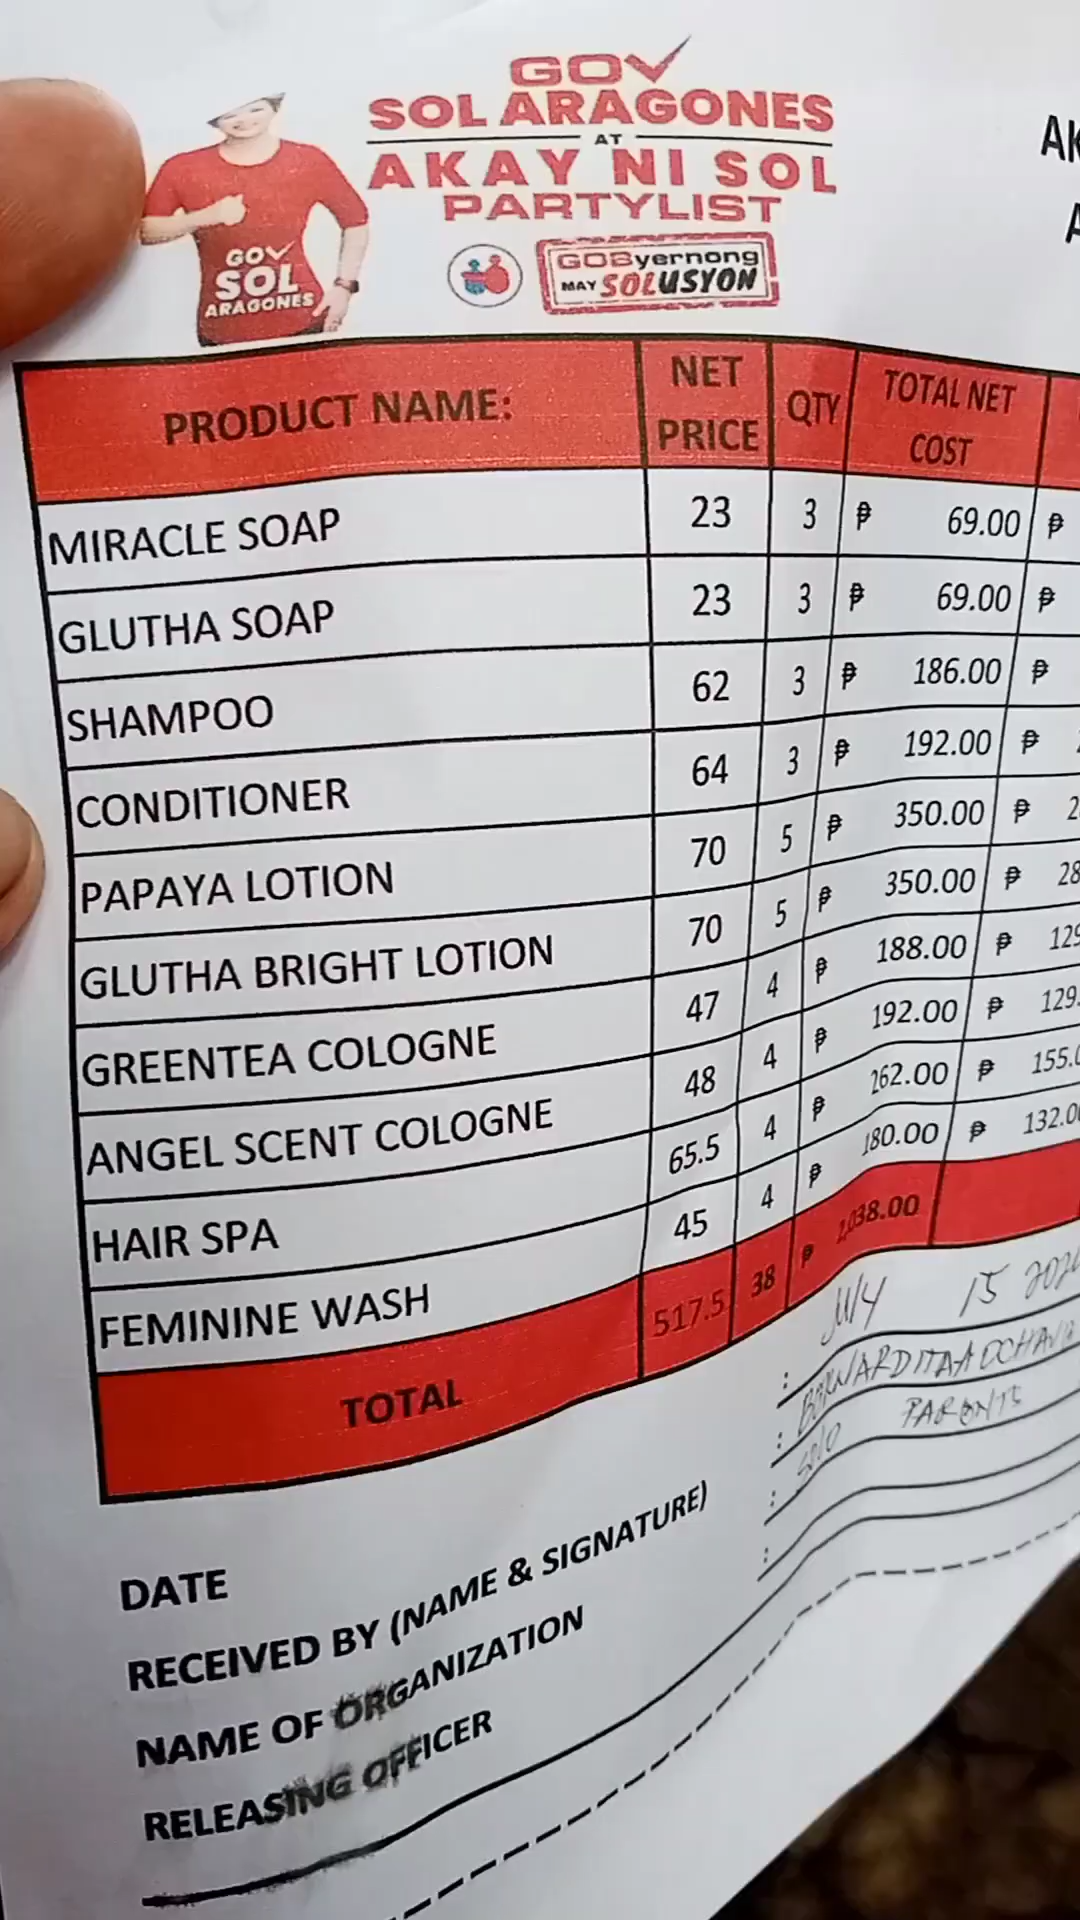 GOV
SOL ARAGONES
AT
AKAY NI SOL
PARTYLIST
GOByernong
MAY SOLUSYON
GOV
SOL
ARAGONES
PRODUCT NAME: NET PRICE QTY TOTAL NET COST
MIRACLE SOAP 23 3 ₱ 69.00 ₱
GLUTHA SOAP 23 3 ₱ 69.00 ₱
SHAMPOO 62 3 ₱ 186.00 ₱
CONDITIONER 64 3 ₱ 192.00 ₱
PAPAYA LOTION 70 5 ₱ 350.00 ₱
GLUTHA BRIGHT LOTION 70 5 ₱ 350.00 ₱
GREENTEA COLOGNE 47 4 ₱ 188.00 ₱
ANGEL SCENT COLOGNE 48 4 ₱ 192.00 ₱
HAIR SPA 65.5 4 ₱ 262.00 ₱
FEMININE WASH 45 4 ₱ 180.00 ₱
TOTAL 517.5 38 ₱ 2,038.00
DATE : July 15
RECEIVED BY (NAME & SIGNATURE) :
NAME OF ORGANIZATION : SOLO PARENTS
RELEASING OFFICER :